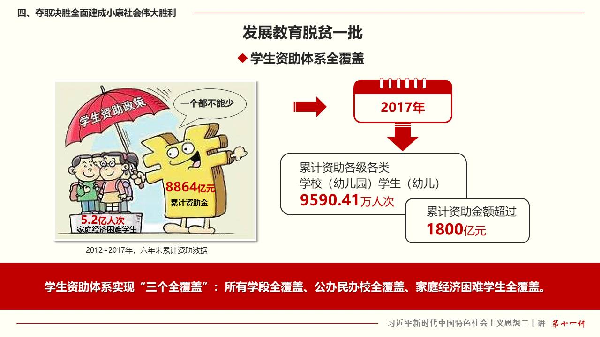 四、夺取决胜全面建成小康社会伟大胜利
发展教育脱贫一批
学生资助体系全覆盖
学生资助政策
一个都不能少
8864亿元
累计资助金
5.2亿人次
家庭经济困难学生
2012 -2017年，六年来累计资助数据
2017年
累计资助各级各类
学校（幼儿园）学生（幼儿）
9590.41万人次
累计资助金额超过
1800亿元
学生资助体系实现“三个全覆盖”：所有学段全覆盖、公办民办校全覆盖、家庭经济困难学生全覆盖。
习近平新时代中国特色社会主义思想三十讲 第十一讲